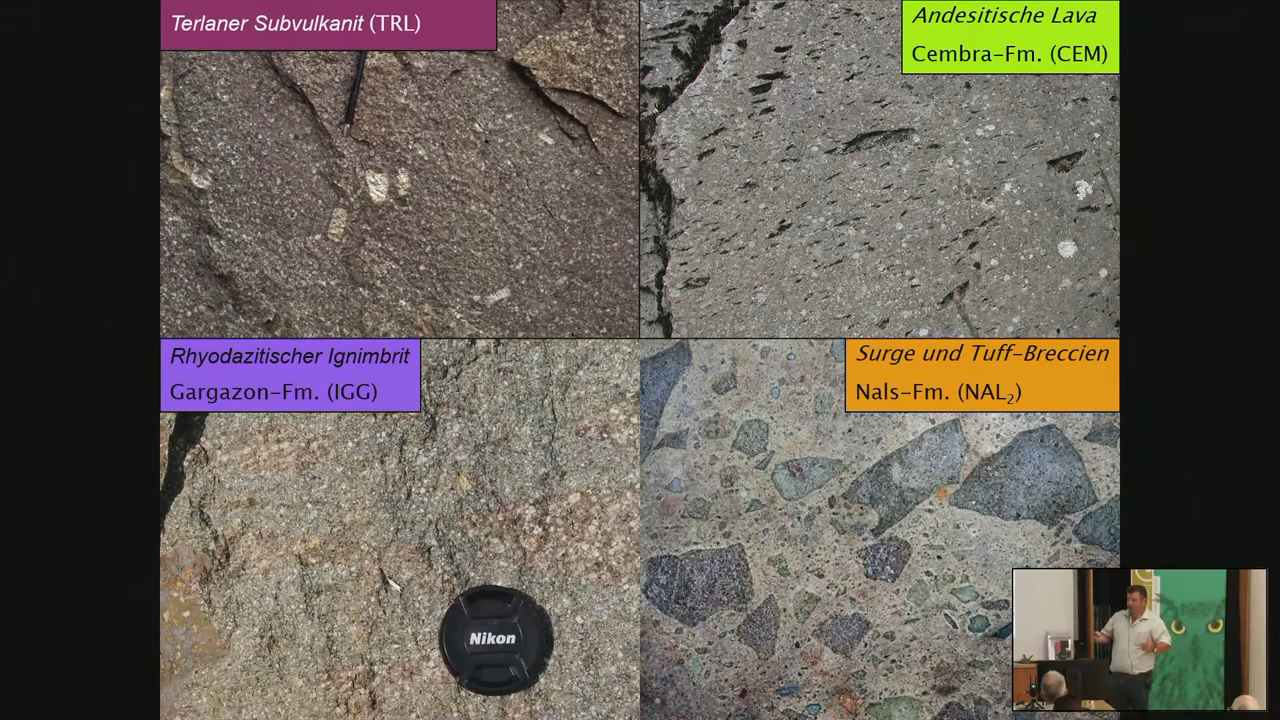 Terlaner Subvulkanit (TRL)
Andesitische Lava
Cembra-Fm. (CEM)
Rhyodazitischer Ignimbrit
Gargazon-Fm. (IGG)
Surge und Tuff-Breccien
Nals-Fm. (NAL₂)
Nikon